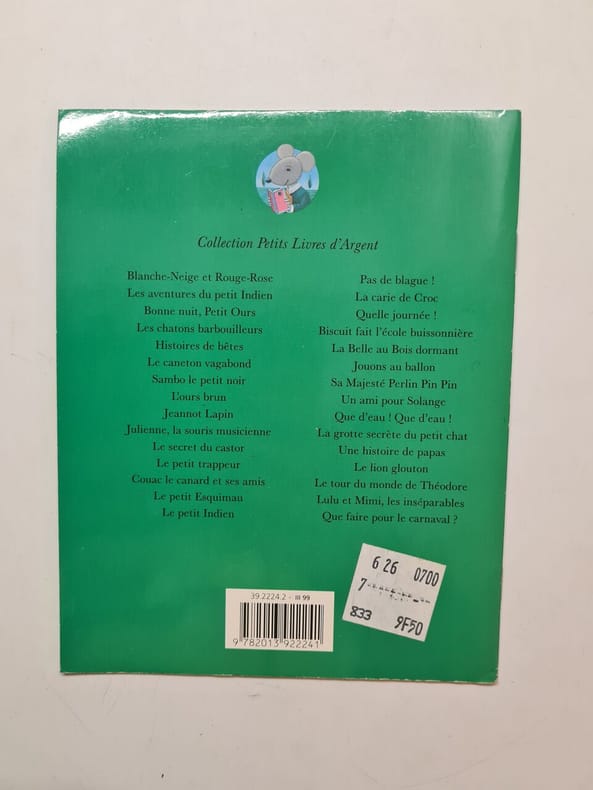 Collection Petits Livres d'Argent
Blanche-Neige et Rouge-Rose
Les aventures du petit Indien
Bonne nuit, Petit Ours
Les chatons barbouilleurs
Histoires de bêtes
Le caneton vagabond
Sambo le petit noir
L'ours brun
Jeannot Lapin
Julienne, la souris musicienne
Le secret du castor
Le petit trappeur
Couac le canard et ses amis
Le petit Esquimau
Le petit Indien
Pas de blague !
La carie de Croc
Quelle journée !
Biscuit fait l'école buissonnière
La Belle au Bois dormant
Jouons au ballon
Sa Majesté Perlin Pin Pin
Un ami pour Solange
Que d'eau ! Que d'eau !
La grotte secrète du petit chat
Une histoire de papas
Le lion glouton
Le tour du monde de Théodore
Lulu et Mimi, les inséparables
Que faire pour le carnaval ?
6 26 0700
833 9F50
39.2224.2 - III 99
9 782013 922241